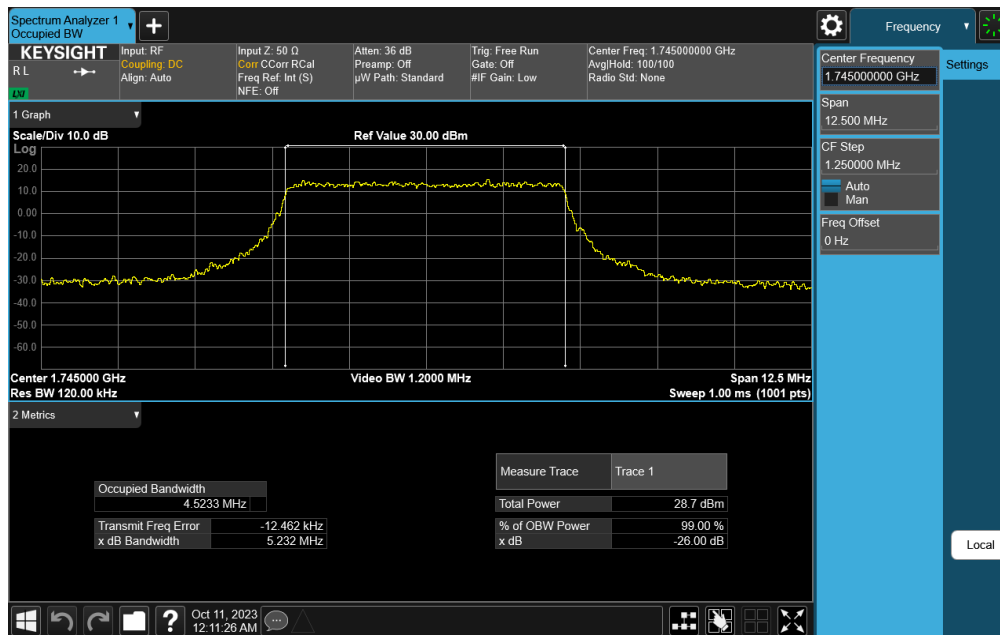 Spectrum Analyzer 1
Occupied BW
Frequency
KEYSIGHT
R L
LXI
Input: RF
Coupling: DC
Align: Auto
Input Z: 50 Ω
Corr CCorr RCal
Freq Ref: Int (S)
NFE: Off
Atten: 36 dB
Preamp: Off
µW Path: Standard
Trig: Free Run
Gate: Off
#IF Gain: Low
Center Freq: 1.745000000 GHz
Avg|Hold: 100/100
Radio Std: None
Center Frequency
1.745000000 GHz
Settings
Span
12.500 MHz
CF Step
1.250000 MHz
Auto
Man
Freq Offset
0 Hz
1 Graph
Scale/Div 10.0 dB
Ref Value 30.00 dBm
Log
20.0
10.0
0.00
-10.0
-20.0
-30.0
-40.0
-50.0
-60.0
Center 1.745000 GHz
Video BW 1.2000 MHz
Span 12.5 MHz
Res BW 120.00 kHz
Sweep 1.00 ms (1001 pts)
2 Metrics
Occupied Bandwidth
4.5233 MHz
Transmit Freq Error -12.462 kHz
x dB Bandwidth 5.232 MHz
Measure Trace Trace 1
Total Power 28.7 dBm
% of OBW Power 99.00 %
x dB -26.00 dB
Local
?
Oct 11, 2023
12:11:26 AM